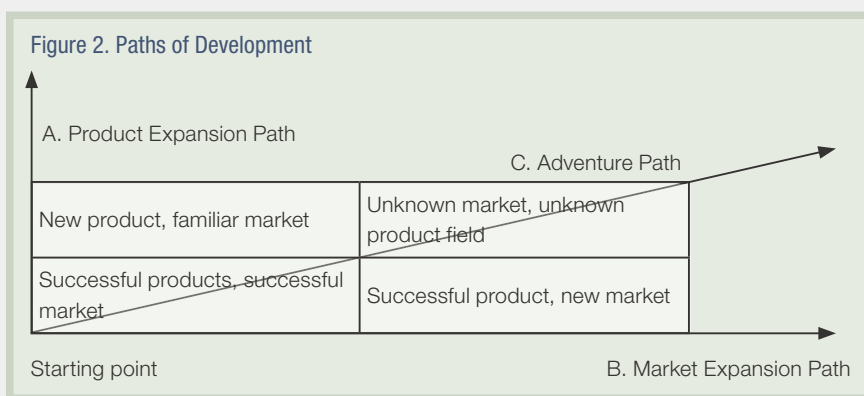 Figure 2. Paths of Development
A. Product Expansion Path
C. Adventure Path
New product, familiar market
Unknown market, unknown
product field
Successful products, successful
market
Successful product, new market
Starting point
B. Market Expansion Path